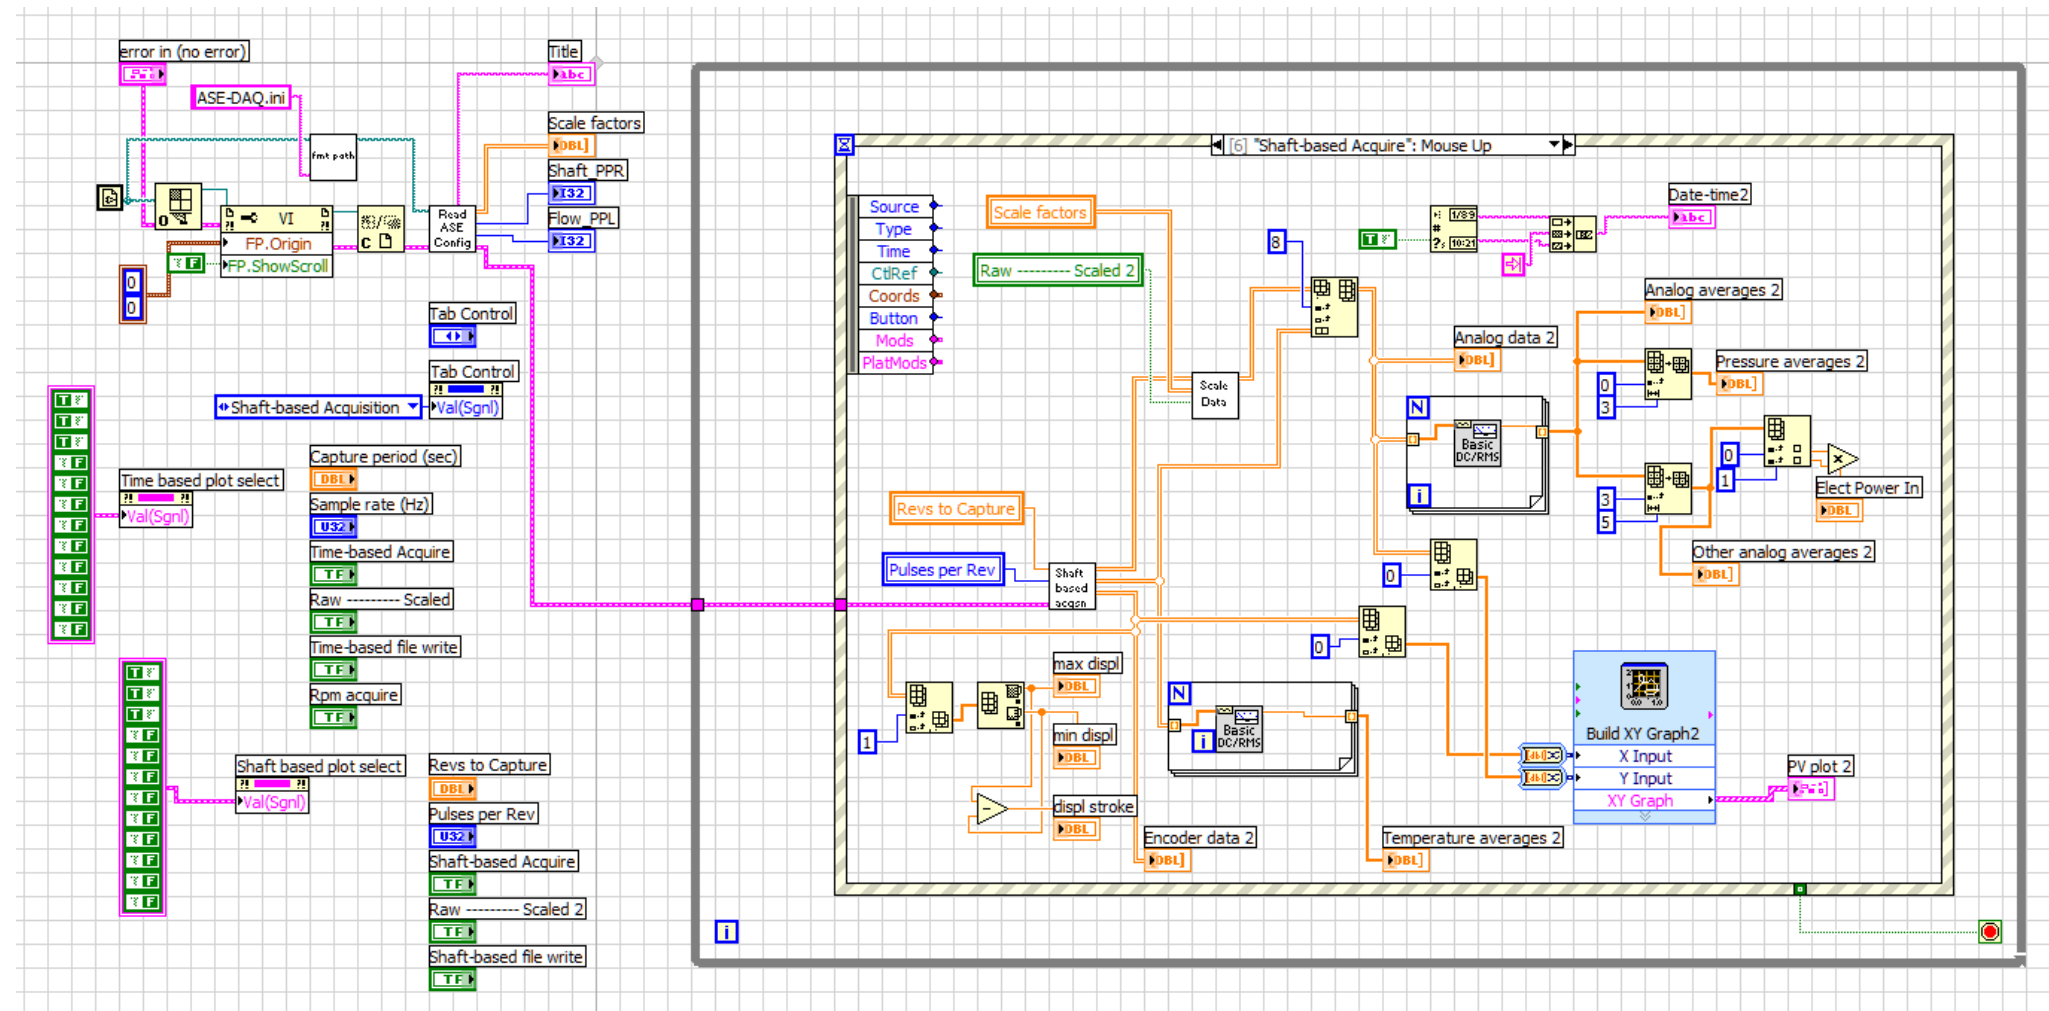 error in (no error)
ASE-DAQ.ini
fmt path
Title
abc
Scale factors
DBL]
Shaft_PPR
I32
Flow_PPL
I32
VI
FP.Origin
FP.ShowScroll
T F
0
0
C
Read
ASE
Config
Tab Control
Tab Control
Val(Sgnl)
Shaft-based Acquisition
T
T
T
F
F
F
F
F
F
F
F
F
Time based plot select
Val(Sgnl)
Capture period (sec)
DBL
Sample rate (Hz)
U32
Time-based Acquire
TF
Raw --------- Scaled
TF
Time-based file write
TF
Rpm acquire
TF
T
T
T
F
F
F
F
F
F
F
F
F
Shaft based plot select
Val(Sgnl)
Revs to Capture
DBL
Pulses per Rev
U32
Shaft-based Acquire
TF
Raw --------- Scaled 2
TF
Shaft-based file write
TF
[6] "Shaft-based Acquire": Mouse Up
Source
Type
Time
CtlRef
Coords
Button
Mods
PlatMods
Scale factors
Raw --------- Scaled 2
8
T
1/89
10:21
Date-time2
abc
Analog averages 2
DBL]
Analog data 2
DBL]
Pressure averages 2
DBL]
0
3
Scale
Data
N
Basic
DC/RMS
i
0
1
3
5
Elect Power In
DBL
Other analog averages 2
DBL]
Revs to Capture
Pulses per Rev
Shaft
based
acqsn
0
0
max displ
DBL
min displ
DBL
1
displ stroke
DBL
N
Basic
DC/RMS
i
Encoder data 2
DBL]
Temperature averages 2
DBL]
Build XY Graph2
X Input
Y Input
XY Graph
PV plot 2
i